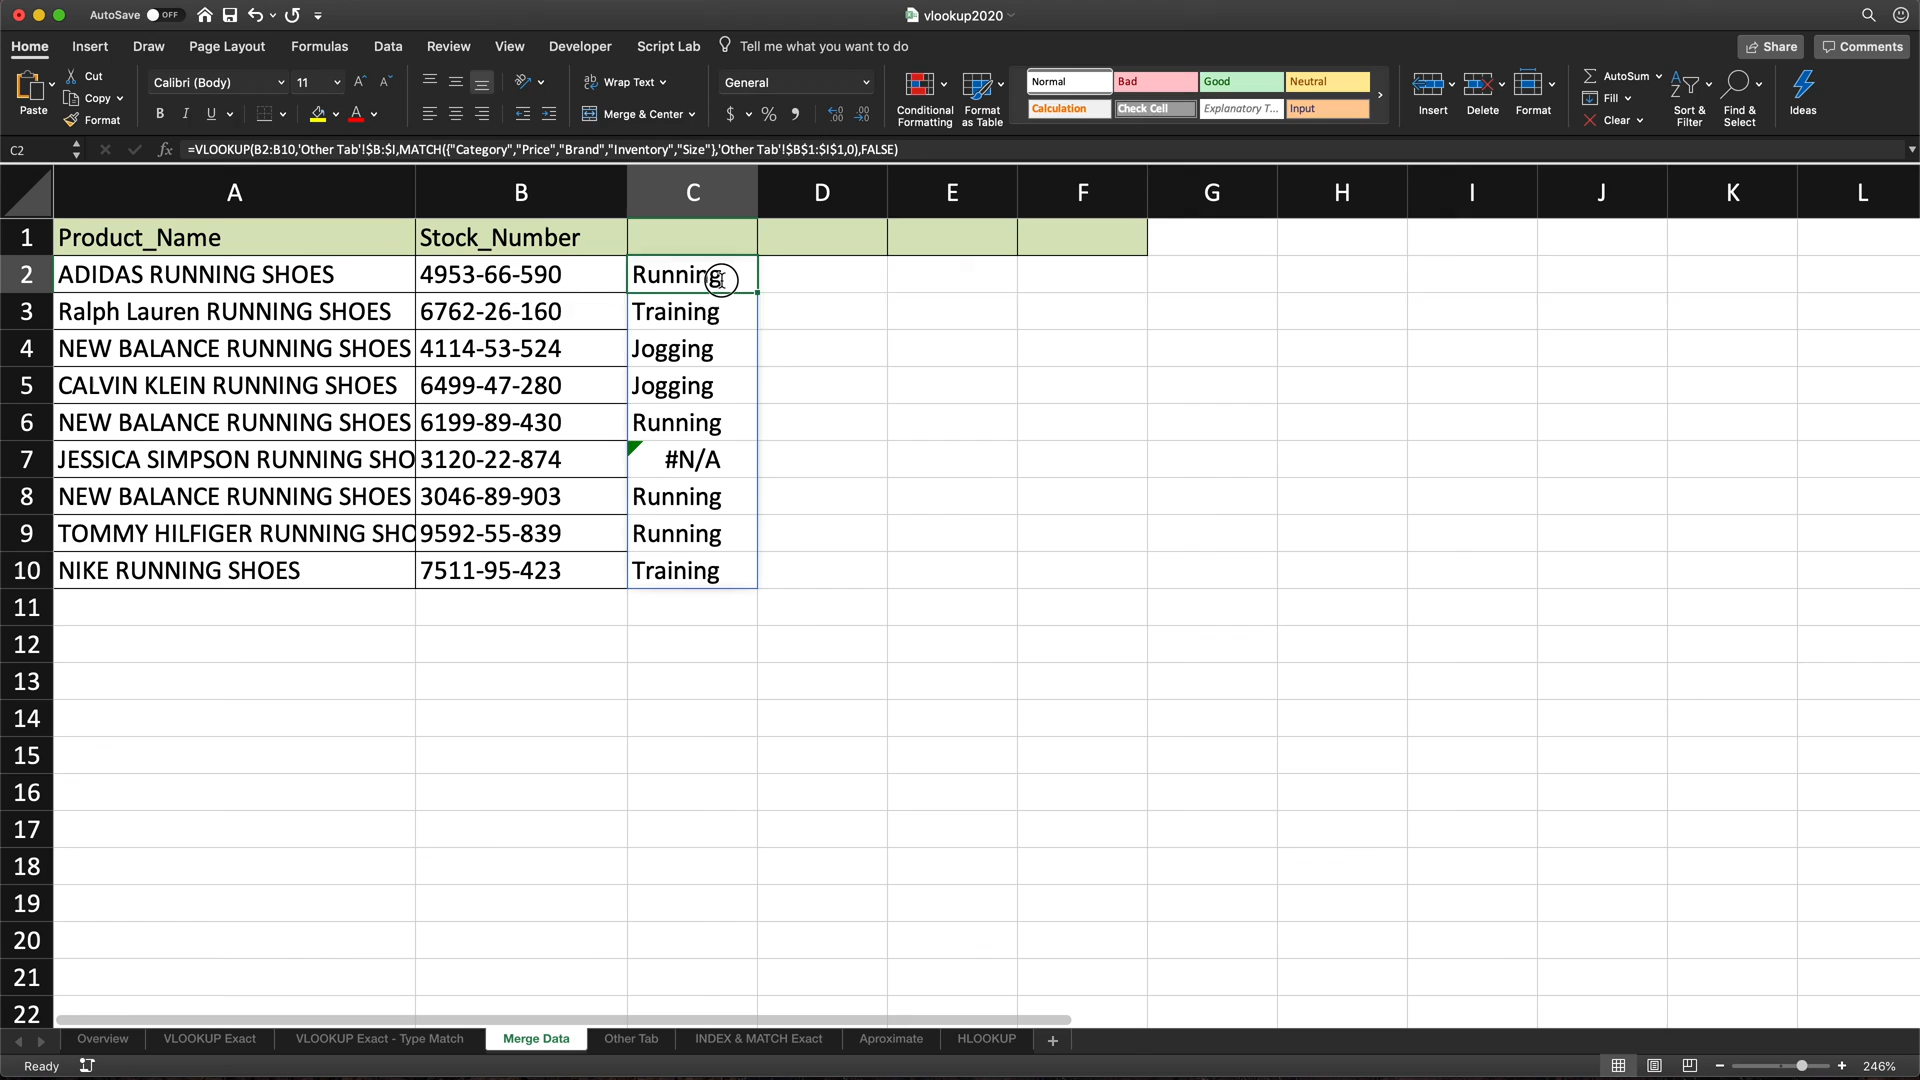 AutoSave OFF
vlookup2020
Home Insert Draw Page Layout Formulas Data Review View Developer Script Lab Tell me what you want to do Share Comments
Paste Cut Copy Format
Calibri (Body) 11
B I U A
Wrap Text
Merge & Center
General
$ %
Conditional Formatting
Format as Table
Normal Bad Good Neutral
Calculation Check Cell Explanatory T... Input
Insert Delete Format
AutoSum
Fill
Clear
Sort & Filter
Find & Select
Ideas
C2 fx =VLOOKUP(B2:B10,'Other Tab'!$B:$I,MATCH({"Category","Price","Brand","Inventory","Size"},'Other Tab'!$B$1:$I$1,0),FALSE)
A B C D E F G H I J K L
1 Product_Name Stock_Number
2 ADIDAS RUNNING SHOES 4953-66-590 Running
3 Ralph Lauren RUNNING SHOES 6762-26-160 Training
4 NEW BALANCE RUNNING SHOES 4114-53-524 Jogging
5 CALVIN KLEIN RUNNING SHOES 6499-47-280 Jogging
6 NEW BALANCE RUNNING SHOES 6199-89-430 Running
7 JESSICA SIMPSON RUNNING SHO 3120-22-874 #N/A
8 NEW BALANCE RUNNING SHOES 3046-89-903 Running
9 TOMMY HILFIGER RUNNING SHO 9592-55-839 Running
10 NIKE RUNNING SHOES 7511-95-423 Training
11
12
13
14
15
16
17
18
19
20
21
22
Overview VLOOKUP Exact VLOOKUP Exact - Type Match Merge Data Other Tab INDEX & MATCH Exact Aproximate HLOOKUP +
Ready 246%